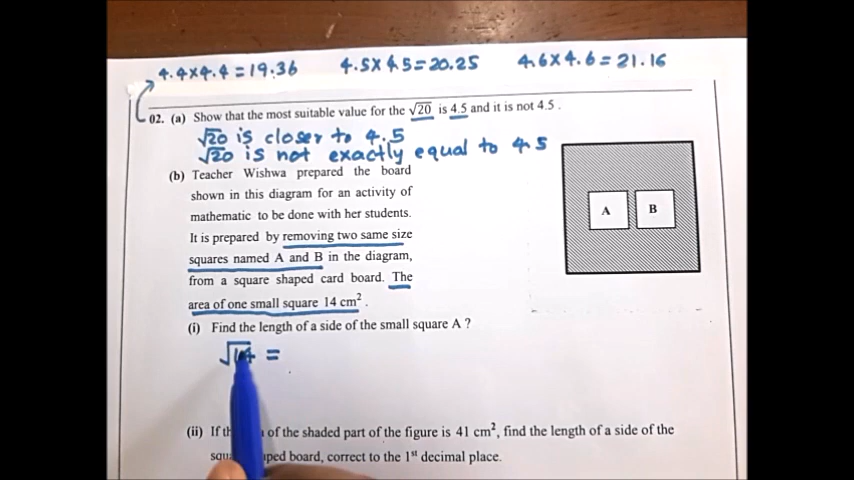 4.4×4.4=19.36 4.5×4.5=20.25 4.6×4.6=21.16
02. (a) Show that the most suitable value for the √20 is 4.5 and it is not 4.5 .
√20 is closer to 4.5
√20 is not exactly equal to 4.5
(b) Teacher Wishwa prepared the board
shown in this diagram for an activity of
mathematic to be done with her students.
It is prepared by removing two same size
squares named A and B in the diagram,
from a square shaped card board. The
area of one small square 14 cm² .
A B
(i) Find the length of a side of the small square A ?
√14 =
(ii) If of the shaded part of the figure is 41 cm², find the length of a side of the
board, correct to the 1st decimal place.